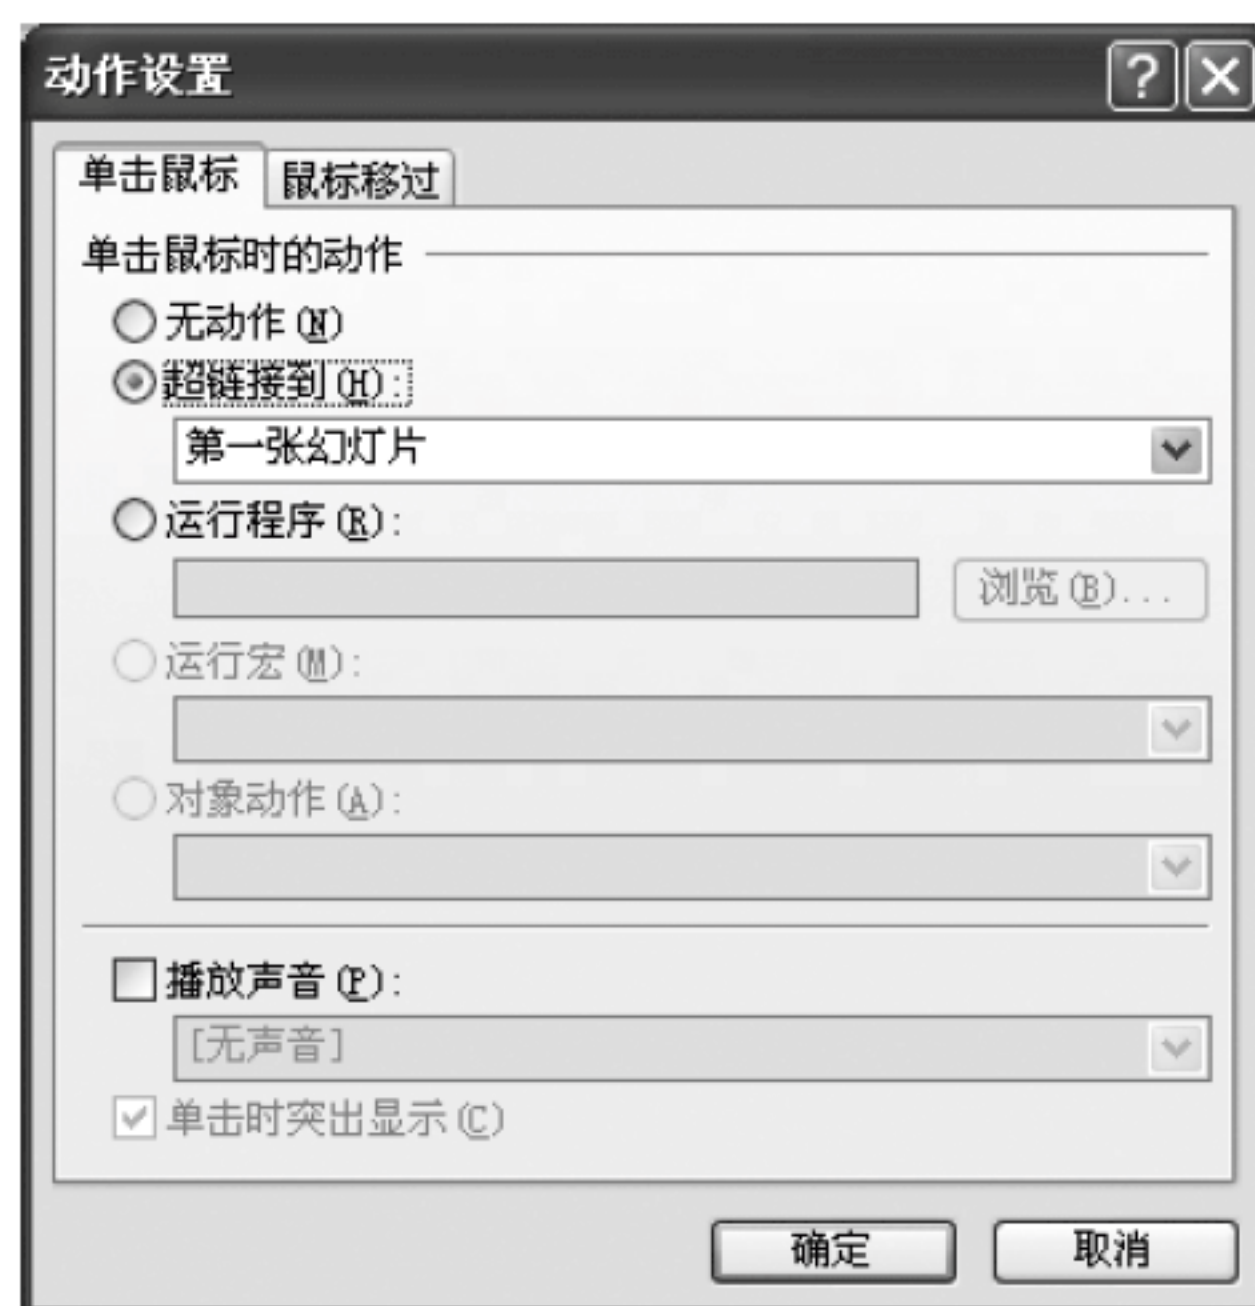 动作设置
单击鼠标 鼠标移过
单击鼠标时的动作
无动作(N)
超链接到(H):
第一张幻灯片
运行程序(R):
浏览(B)...
运行宏(M):
对象动作(A):
播放声音(P):
[无声音]
单击时突出显示(C)
确定 取消